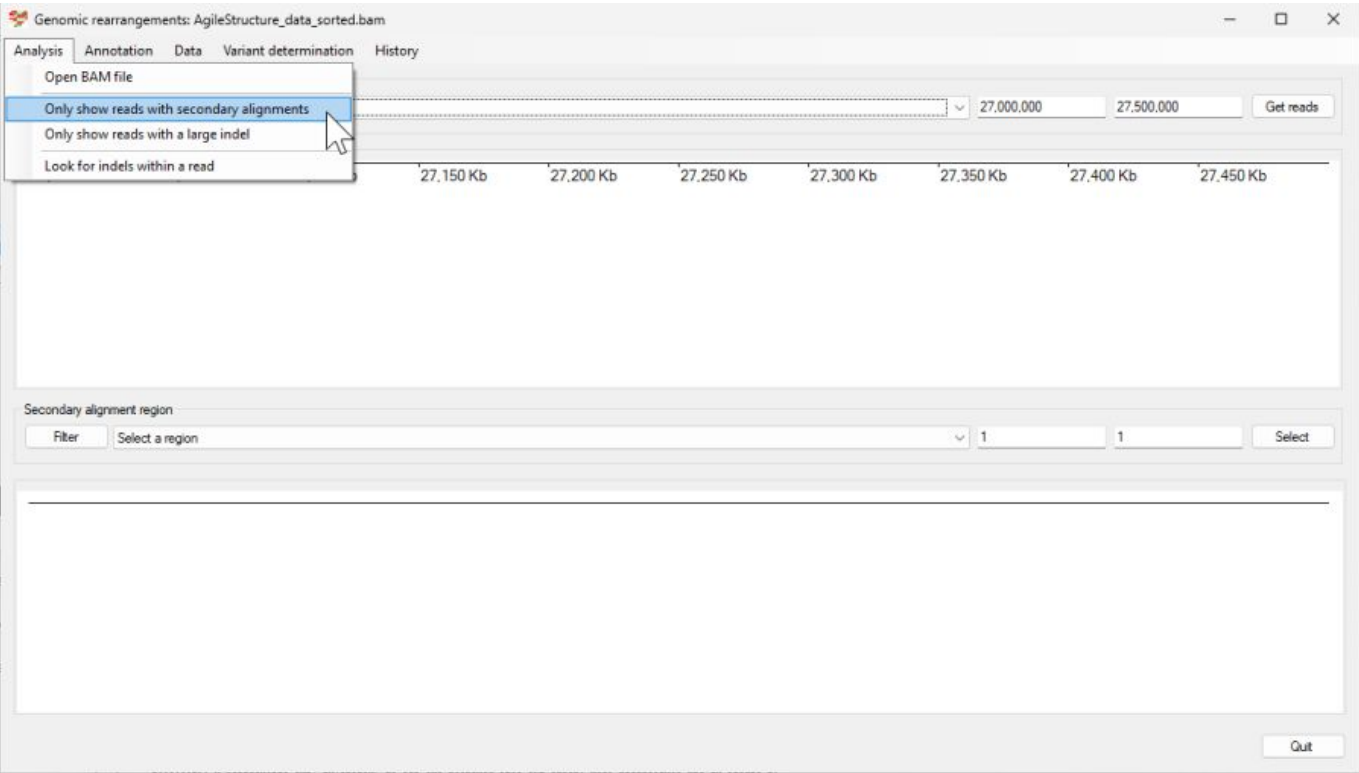 Genomic rearrangements: AgileStructure_data_sorted.bam
Analysis Annotation Data Variant determination History
Open BAM file
Only show reads with secondary alignments
27,000,000 27,500,000 Get reads
Only show reads with a large indel
Look for indels within a read
27,150 Kb 27,200 Kb 27,250 Kb 27,300 Kb 27,350 Kb 27,400 Kb 27,450 Kb
Secondary alignment region
Filter Select a region 1 1 Select
Quit